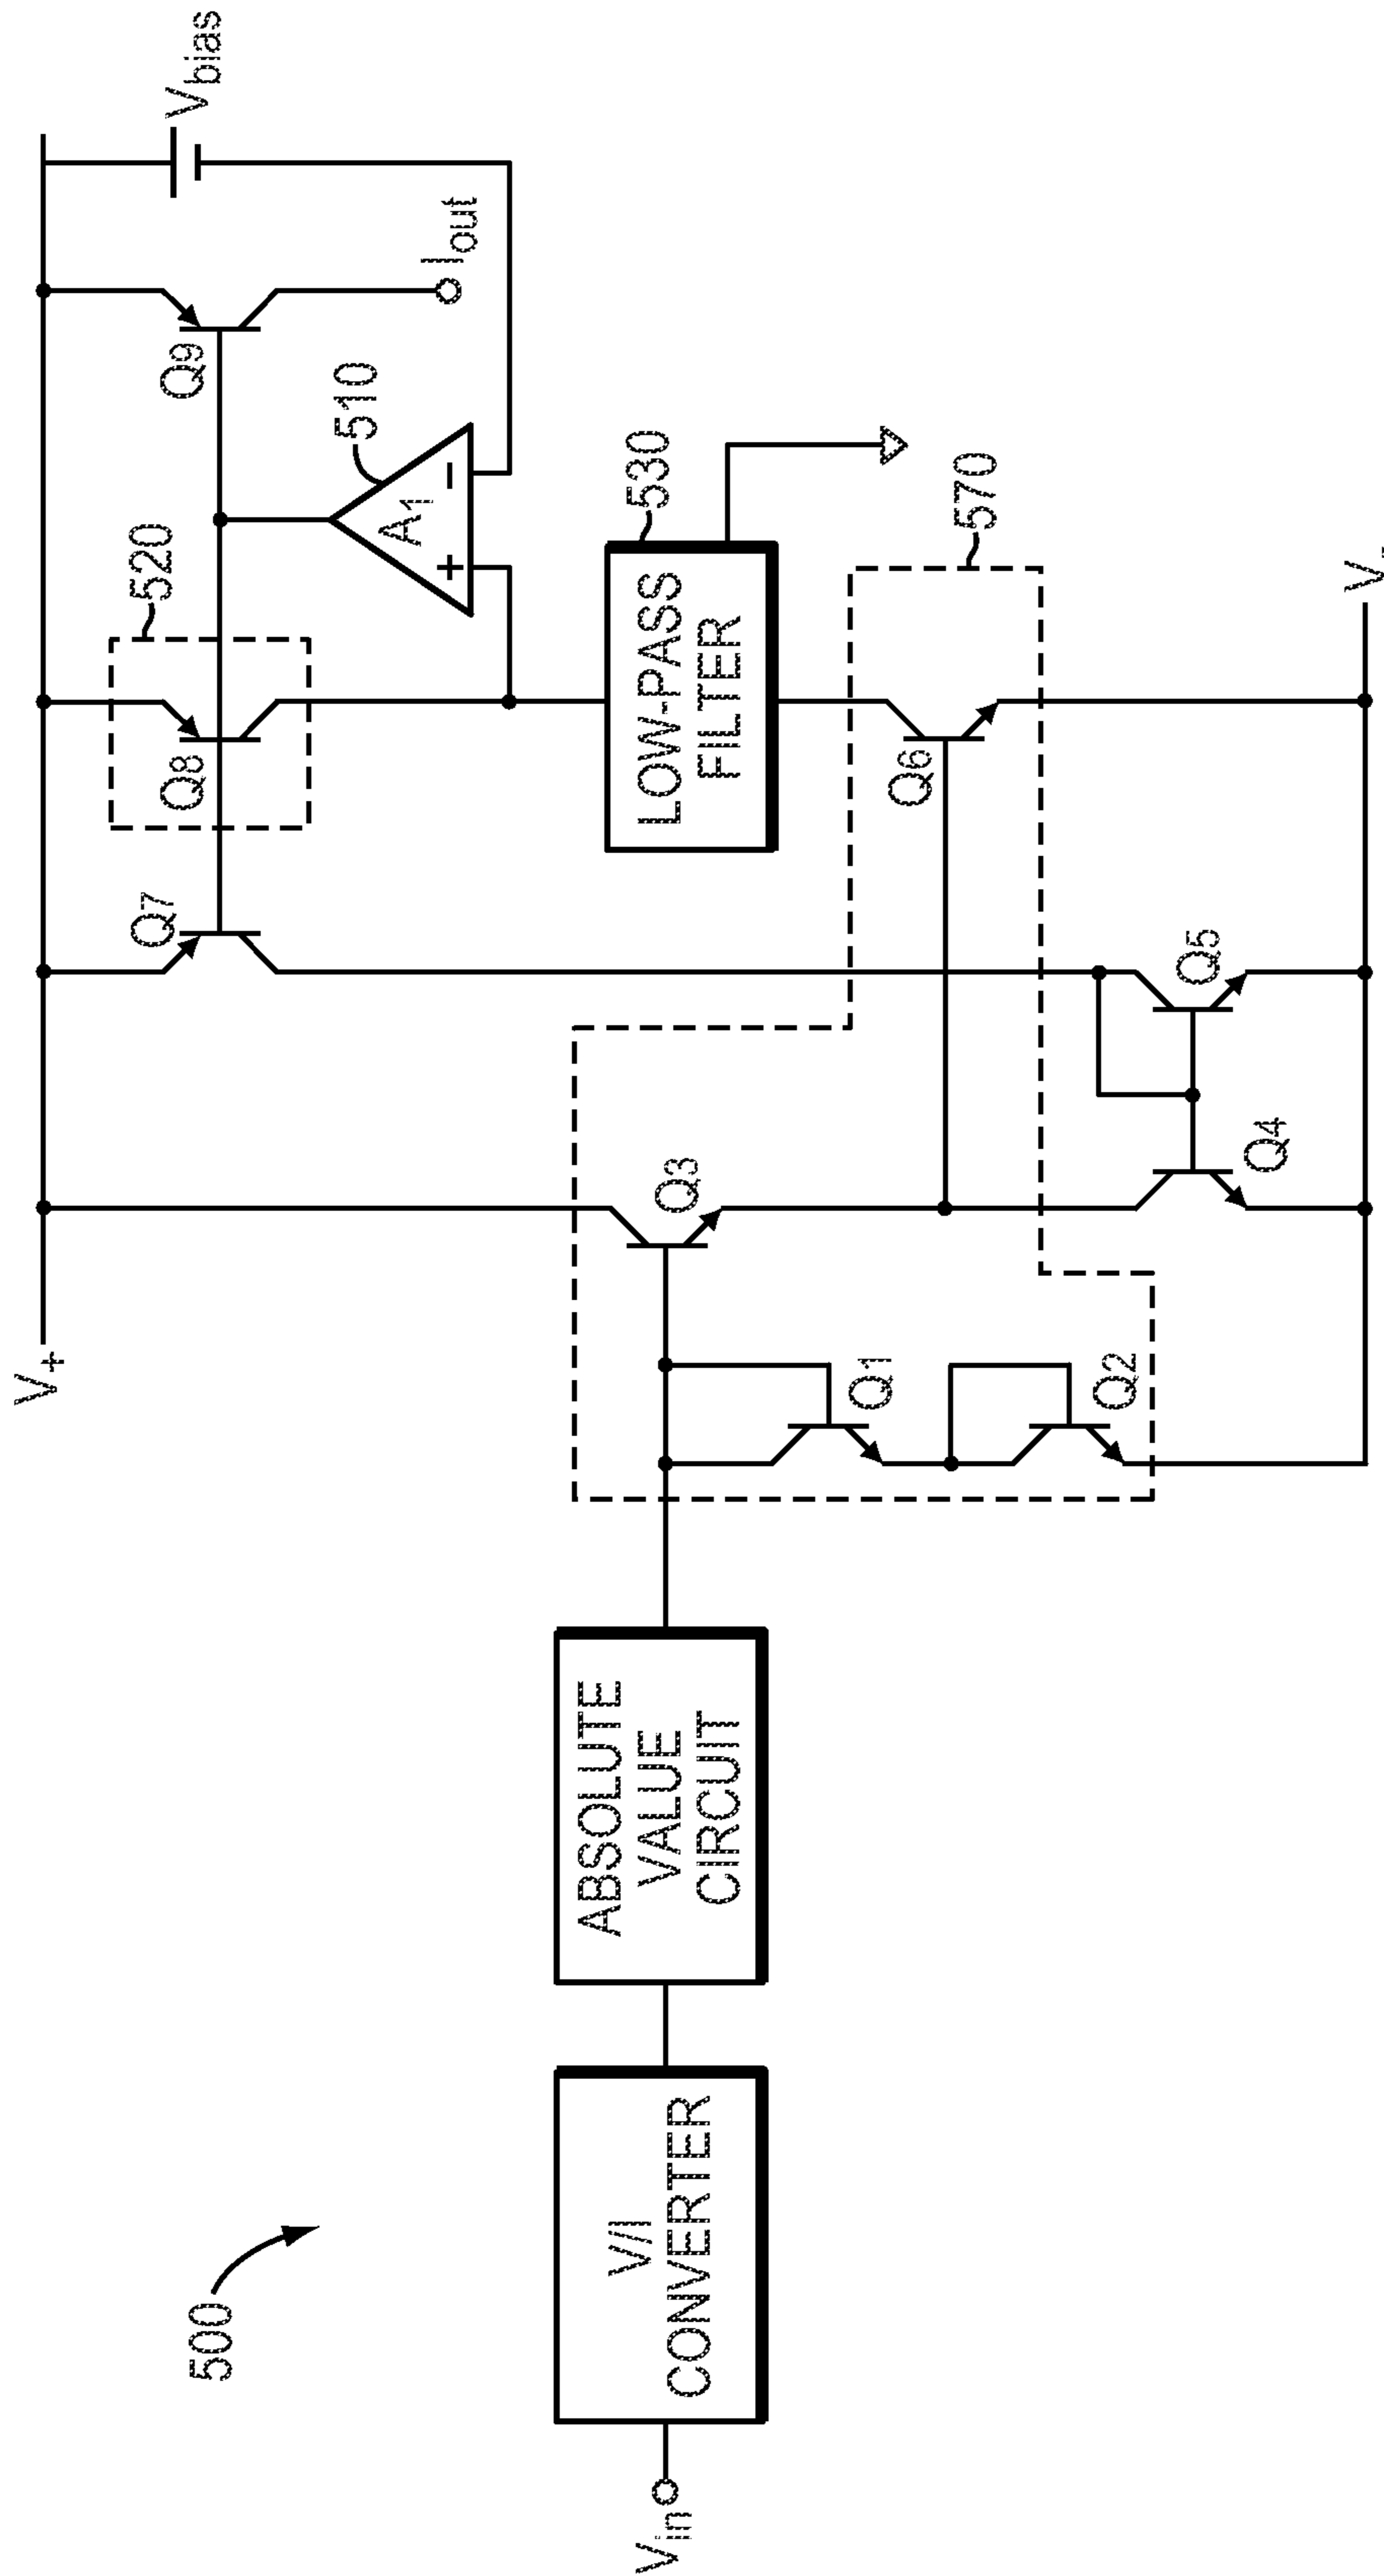 500
V+
Vbias
520
Q7
Q8
Q9
Iout
A1
510
+
-
Vin
V/I
CONVERTER
ABSOLUTE
VALUE
CIRCUIT
Q3
LOW-PASS
FILTER
530
Q1
Q6
570
Q2
Q4
Q5
V-